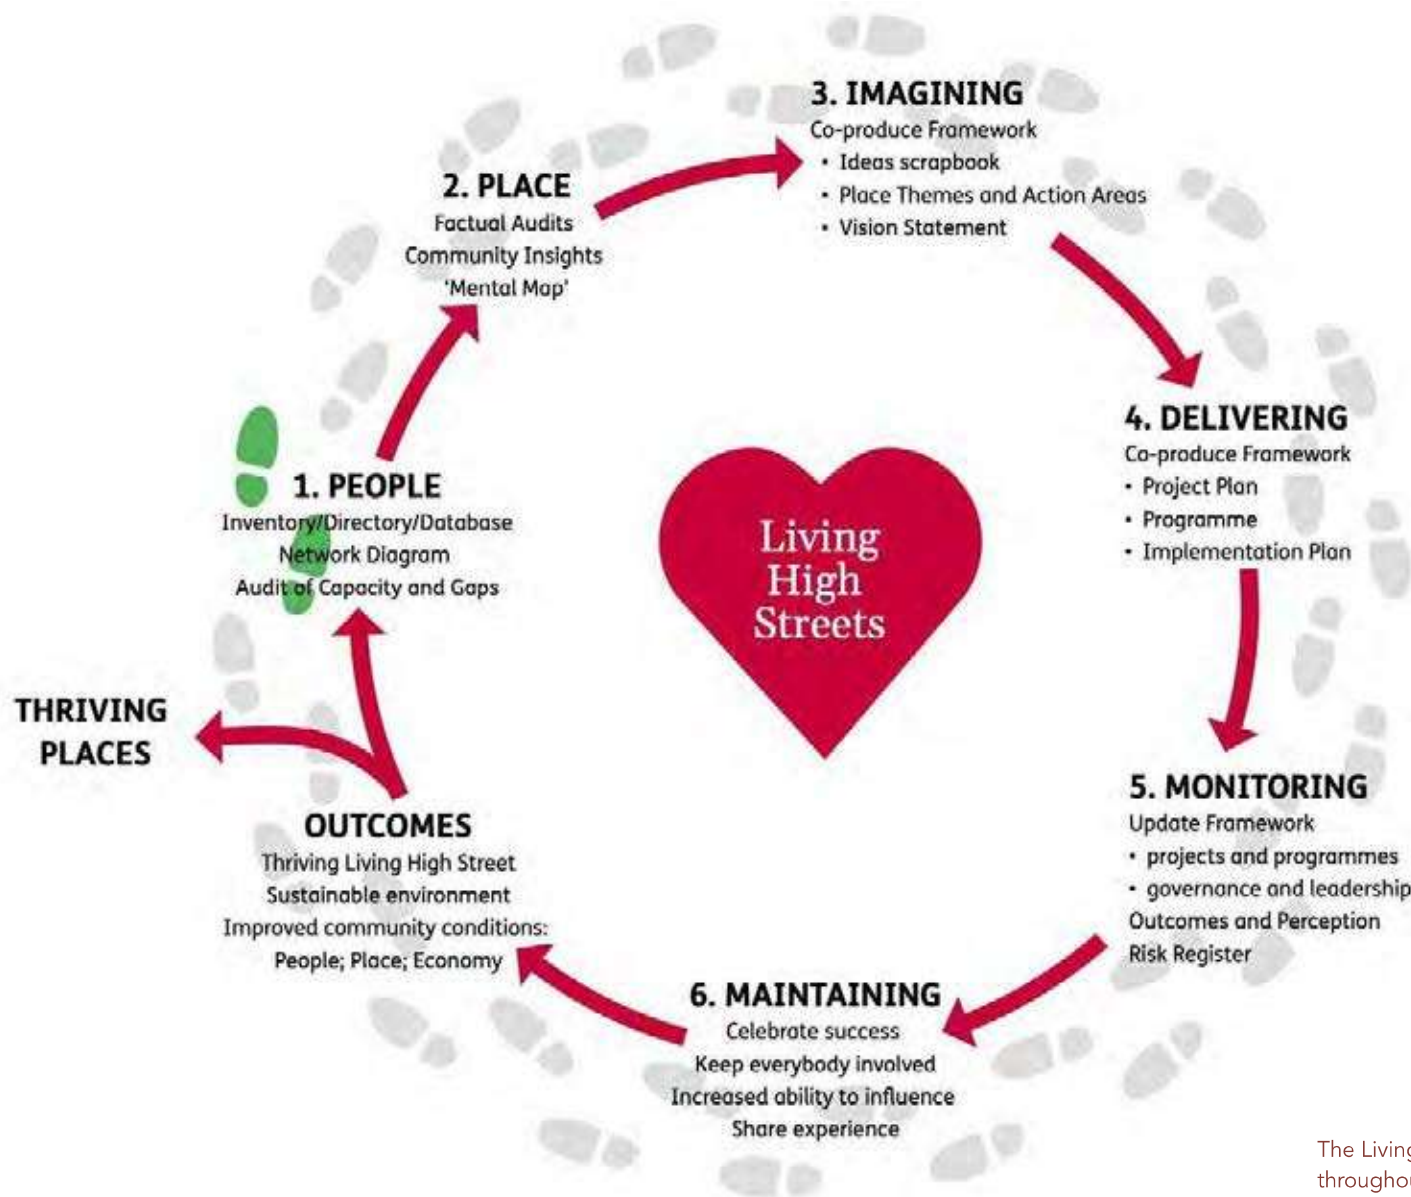 3. IMAGINING
Co-produce Framework
• Ideas scrapbook
• Place Themes and Action Areas
• Vision Statement
2. PLACE
Factual Audits
Community Insights
'Mental Map'
4. DELIVERING
Co-produce Framework
• Project Plan
• Programme
• Implementation Plan
1. PEOPLE
Inventory/Directory/Database
Network Diagram
Audit of Capacity and Gaps
Living
High
Streets
THRIVING
PLACES
5. MONITORING
Update Framework
• projects and programmes
• governance and leadership
Outcomes and Perception
Risk Register
OUTCOMES
Thriving Living High Street
Sustainable environment
Improved community conditions:
People; Place; Economy
6. MAINTAINING
Celebrate success
Keep everybody involved
Increased ability to influence
Share experience
The Living
throughou